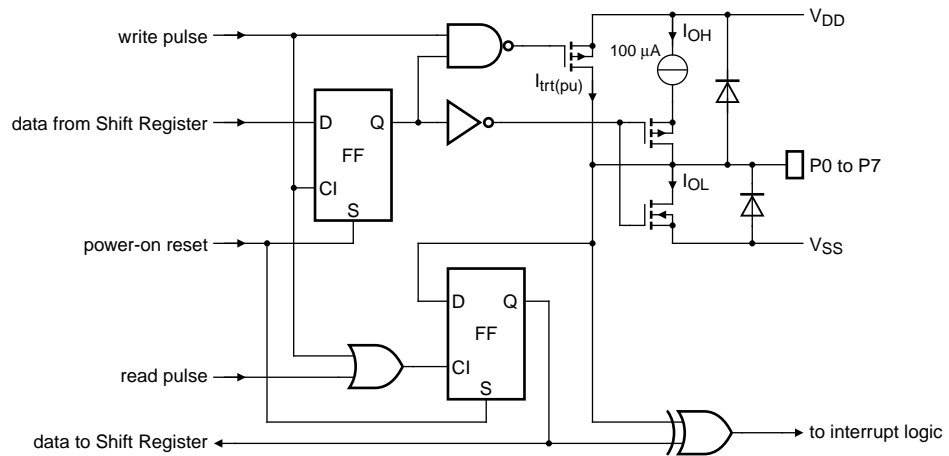 write pulse
data from Shift Register
power-on reset
read pulse
data to Shift Register
D
Q
FF
CI
S
D
Q
FF
CI
S
I_trt(pu)
100 μA
I_OH
V_DD
P0 to P7
I_OL
V_SS
to interrupt logic